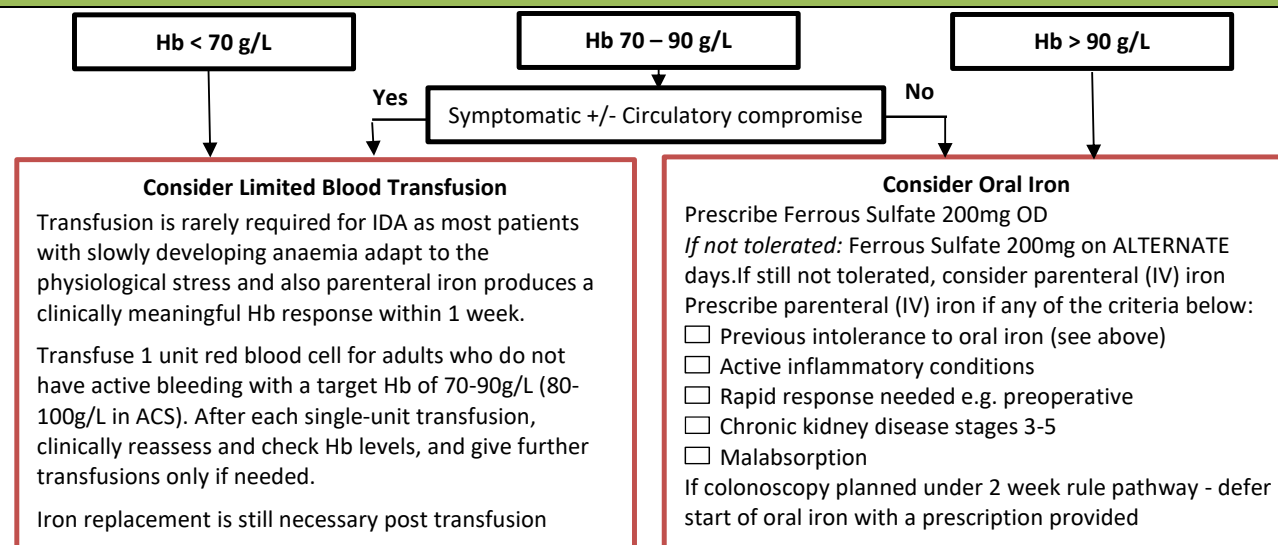 Hb < 70 g/L
Hb 70 – 90 g/L
Hb > 90 g/L
Yes
Symptomatic +/- Circulatory compromise
No
Consider Limited Blood Transfusion
Transfusion is rarely required for IDA as most patients
with slowly developing anaemia adapt to the
physiological stress and also parenteral iron produces a
clinically meaningful Hb response within 1 week.
Transfuse 1 unit red blood cell for adults who do not
have active bleeding with a target Hb of 70-90g/L (80-
100g/L in ACS). After each single-unit transfusion,
clinically reassess and check Hb levels, and give further
transfusions only if needed.
Iron replacement is still necessary post transfusion
Consider Oral Iron
Prescribe Ferrous Sulfate 200mg OD
If not tolerated: Ferrous Sulfate 200mg on ALTERNATE
days.If still not tolerated, consider parenteral (IV) iron
Prescribe parenteral (IV) iron if any of the criteria below:
☐ Previous intolerance to oral iron (see above)
☐ Active inflammatory conditions
☐ Rapid response needed e.g. preoperative
☐ Chronic kidney disease stages 3-5
☐ Malabsorption
If colonoscopy planned under 2 week rule pathway - defer
start of oral iron with a prescription provided